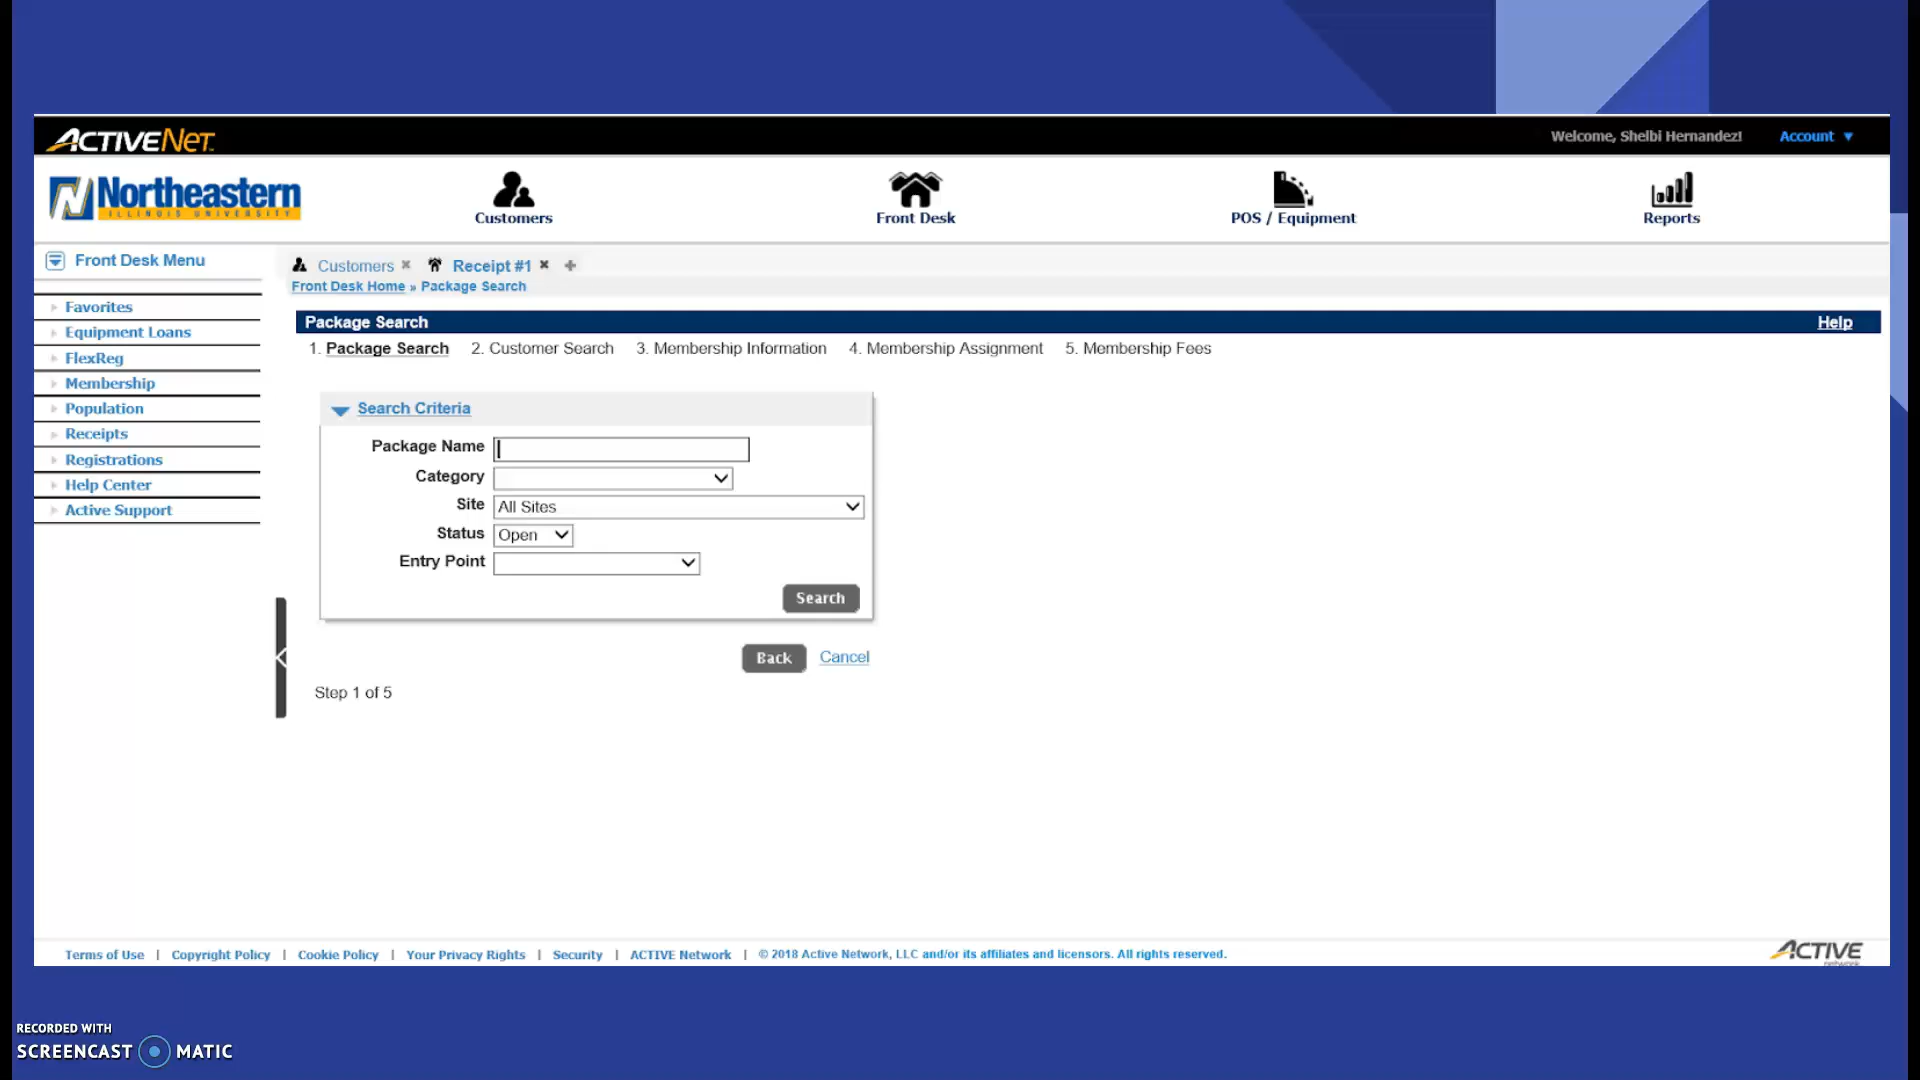 ACTIVENET
Welcome, Shelbi Hernandez! Account
Northeastern
ILLINOIS UNIVERSITY
Customers
Front Desk
POS / Equipment
Reports
Front Desk Menu
Customers Receipt #1
Front Desk Home » Package Search
Favorites
Equipment Loans
FlexReg
Membership
Population
Receipts
Registrations
Help Center
Active Support
Package Search Help
1. Package Search 2. Customer Search 3. Membership Information 4. Membership Assignment 5. Membership Fees
Search Criteria
Package Name
Category
Site All Sites
Status Open
Entry Point
Search
Back Cancel
Step 1 of 5
Terms of Use | Copyright Policy | Cookie Policy | Your Privacy Rights | Security | ACTIVE Network | © 2018 Active Network, LLC and/or its affiliates and licensors. All rights reserved.
ACTIVE
network
RECORDED WITH
SCREENCAST MATIC